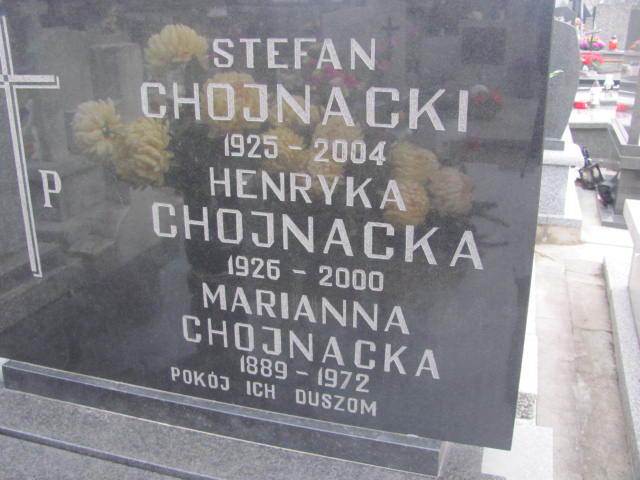 STEFAN
CHOJNACKI
1925 - 2004
P
HENRYKA
CHOJNACKA
1926 - 2000
MARIANNA
CHOJNACKA
1889 - 1972
POKÓJ ICH DUSZOM